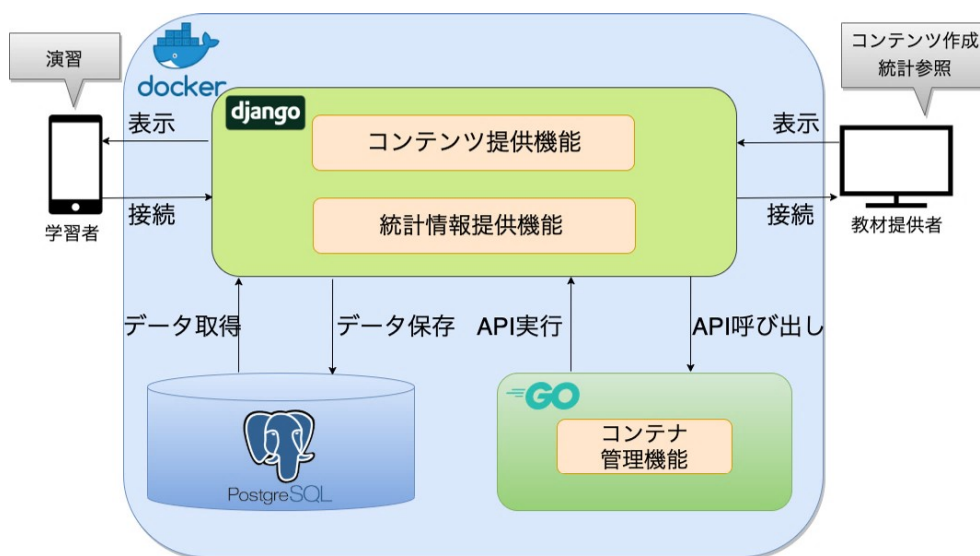 演習
docker
django
コンテンツ作成
統計参照
表示
コンテンツ提供機能
表示
接続
統計情報提供機能
接続
学習者
教材提供者
データ取得
データ保存
API実行
API呼び出し
GO
コンテナ
管理機能
PostgreSQL